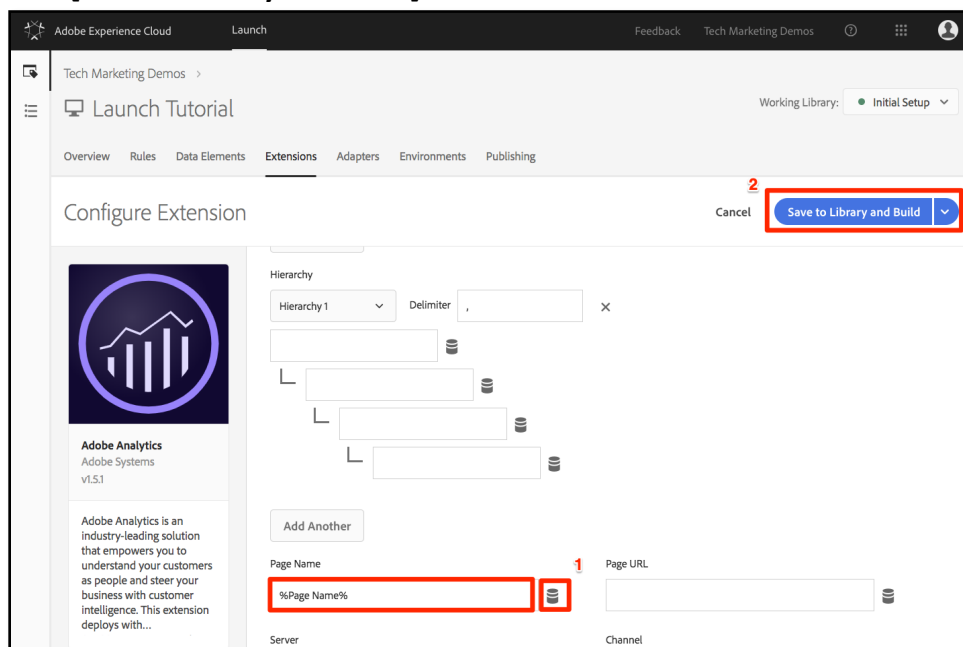 Adobe Experience Cloud Launch Feedback Tech Marketing Demos
Tech Marketing Demos >
Launch Tutorial
Working Library: Initial Setup
Overview Rules Data Elements Extensions Adapters Environments Publishing
2
Configure Extension Cancel Save to Library and Build
Hierarchy
Hierarchy 1 Delimiter ,
Adobe Analytics
Adobe Systems
v1.5.1
Adobe Analytics is an
industry-leading solution
that empowers you to
understand your customers
as people and steer your
business with customer
intelligence. This extension
deploys with...
Add Another
Page Name 1 Page URL
%Page Name%
Server Channel